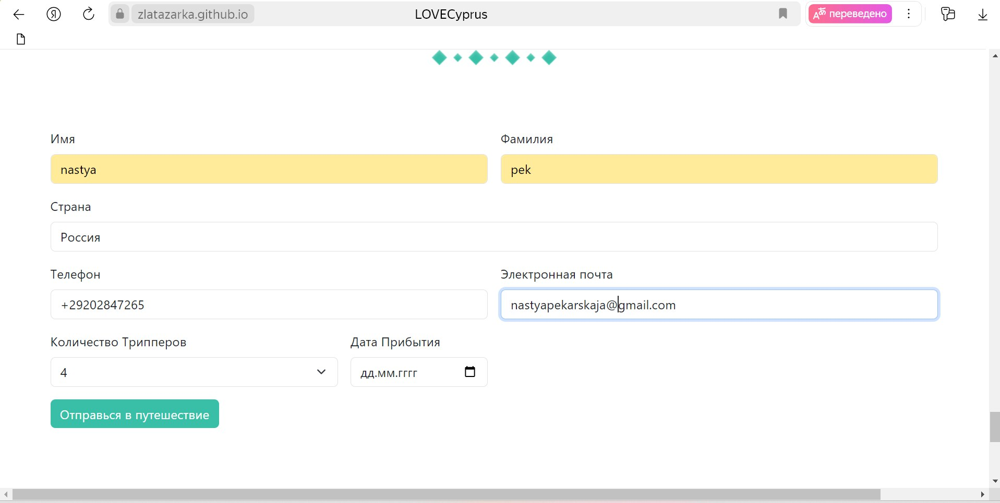 zlatazarka.github.io
LOVECyprus
переведено
Имя
Фамилия
nastya
pek
Страна
Россия
Телефон
Электронная почта
+29202847265
nastyapekarskaja@gmail.com
Количество Трипперов
Дата Прибытия
4
дд.мм.гггг
Отправься в путешествие